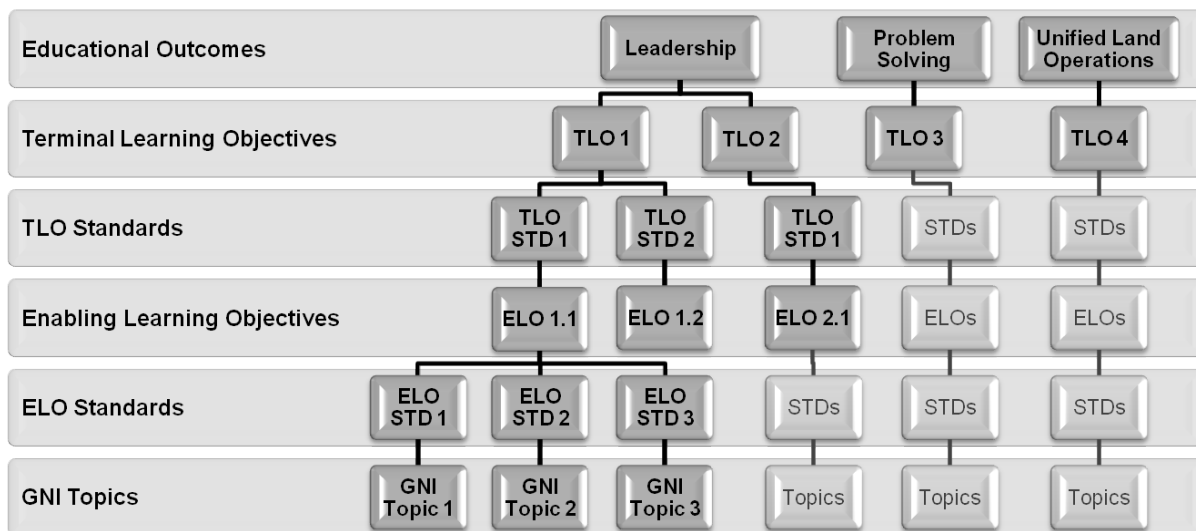 Educational Outcomes
Leadership
Problem
Solving
Unified Land
Operations
Terminal Learning Objectives
TLO 1
TLO 2
TLO 3
TLO 4
TLO Standards
TLO
STD 1
TLO
STD 2
TLO
STD 1
STDs
STDs
Enabling Learning Objectives
ELO 1.1
ELO 1.2
ELO 2.1
ELOs
ELOs
ELO Standards
ELO
STD 1
ELO
STD 2
ELO
STD 3
STDs
STDs
STDs
GNI Topics
GNI
Topic 1
GNI
Topic 2
GNI
Topic 3
Topics
Topics
Topics